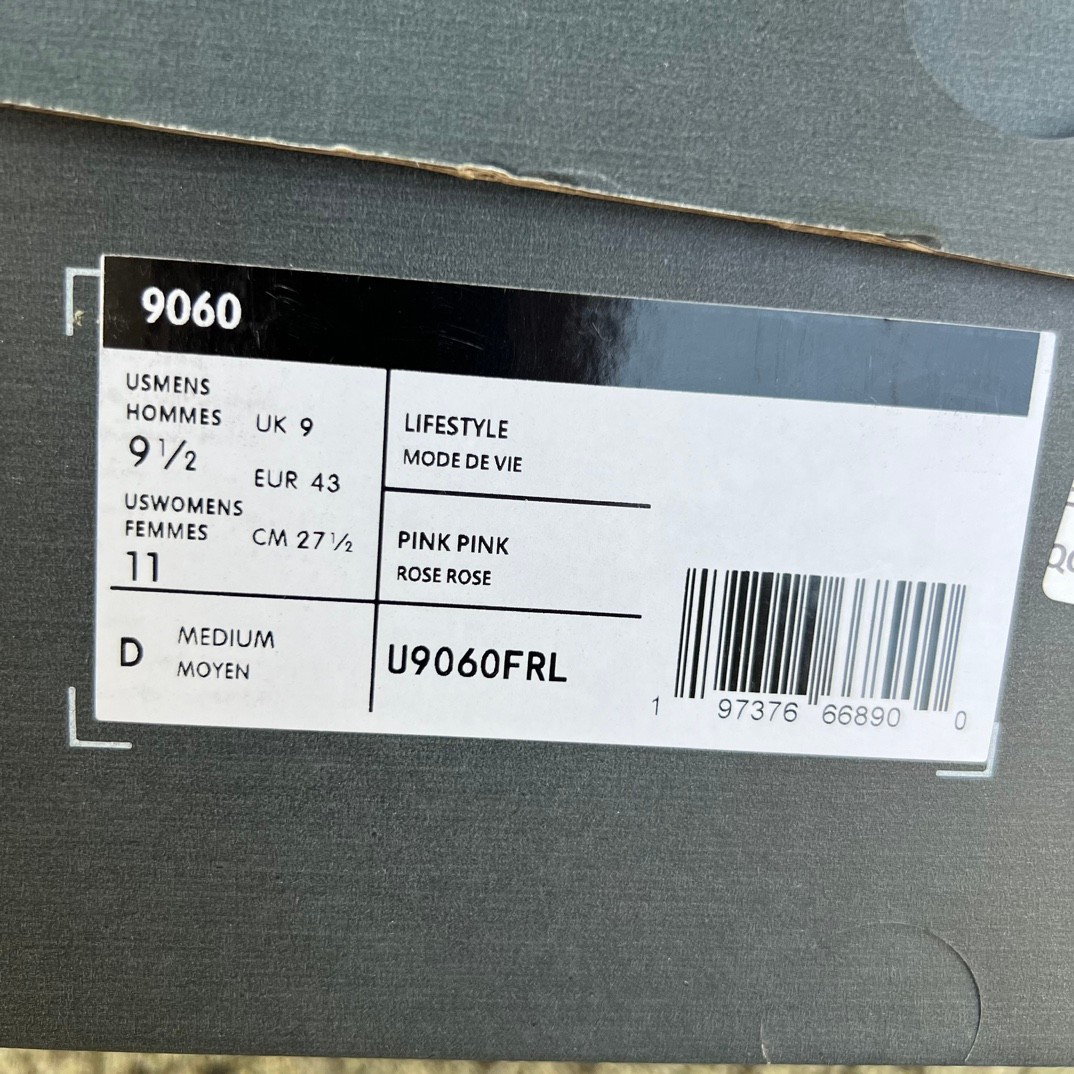 9060
USMENS
HOMMES
9 1/2
UK 9
EUR 43
USWOMENS
FEMMES
11
CM 27 1/2
D
MEDIUM
MOYEN
LIFESTYLE
MODE DE VIE
PINK PINK
ROSE ROSE
U9060FRL
1 97376 66890 0